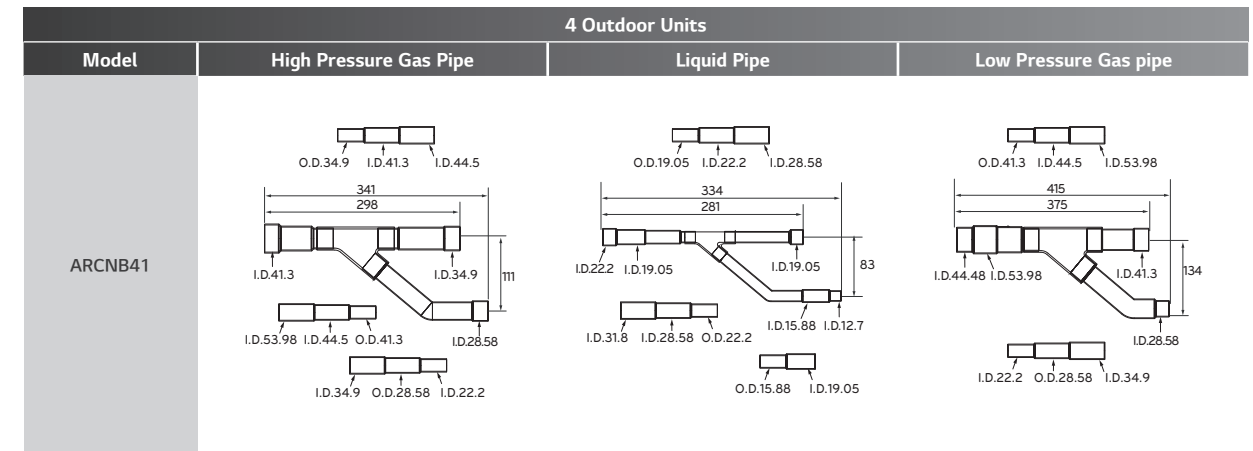 4 Outdoor Units
Model High Pressure Gas Pipe Liquid Pipe Low Pressure Gas pipe
ARCNB41
O.D.34.9 I.D.41.3 I.D.44.5
341
298
I.D.41.3 I.D.34.9 111
I.D.53.98 I.D.44.5 O.D.41.3 I.D.28.58
I.D.34.9 O.D.28.58 I.D.22.2
O.D.19.05 I.D.22.2 I.D.28.58
334
281
I.D.22.2 I.D.19.05 I.D.19.05 83
I.D.15.88 I.D.12.7
I.D.31.8 I.D.28.58 O.D.22.2
O.D.15.88 I.D.19.05
O.D.41.3 I.D.44.5 I.D.53.98
415
375
I.D.44.48 I.D.53.98 I.D.41.3 134
I.D.28.58
I.D.22.2 O.D.28.58 I.D.34.9